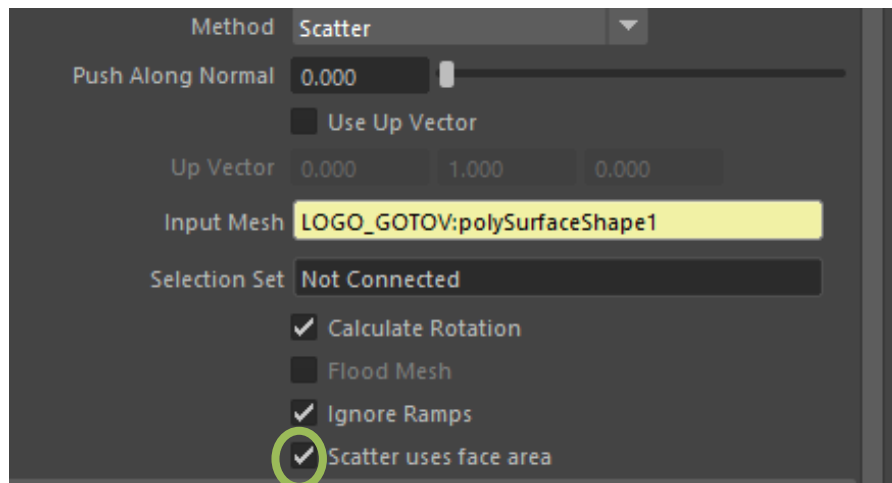 Method Scatter
Push Along Normal 0.000
Use Up Vector
Up Vector 0.000 1.000 0.000
Input Mesh LOGO_GOTOV:polySurfaceShape1
Selection Set Not Connected
Calculate Rotation
Flood Mesh
Ignore Ramps
Scatter uses face area